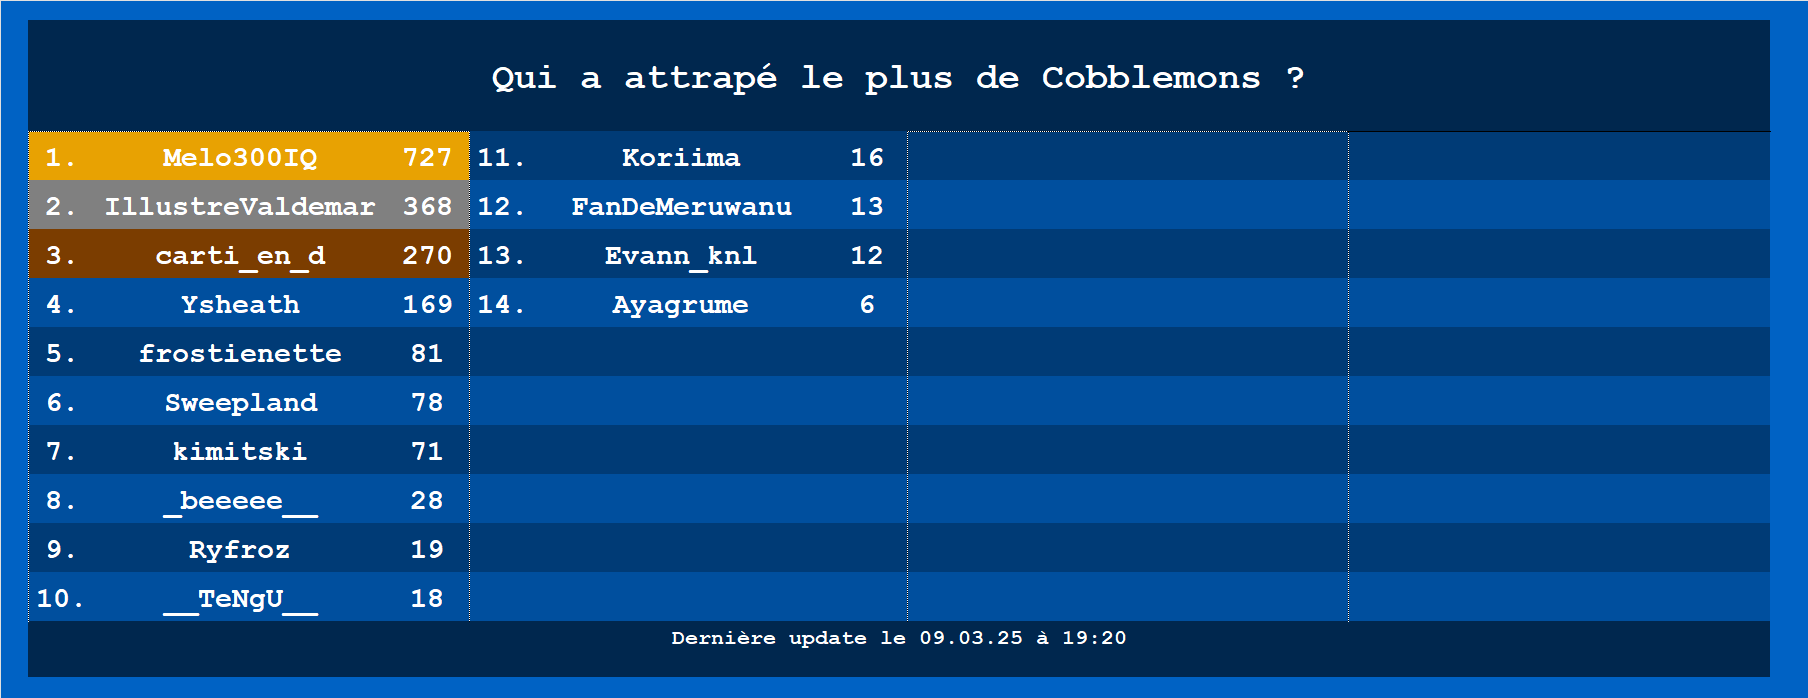 Qui a attrapé le plus de Cobblemons ?
1. Melo300IQ 727
2. IllustreValdemar 368
3. carti_en_d 270
4. Ysheath 169
5. frostienette 81
6. Sweepland 78
7. kimitski 71
8. _beeeee__ 28
9. Ryfroz 19
10. __TeNgU__ 18
11. Koriima 16
12. FanDeMeruwanu 13
13. Evann_knl 12
14. Ayagrume 6
Dernière update le 09.03.25 à 19:20